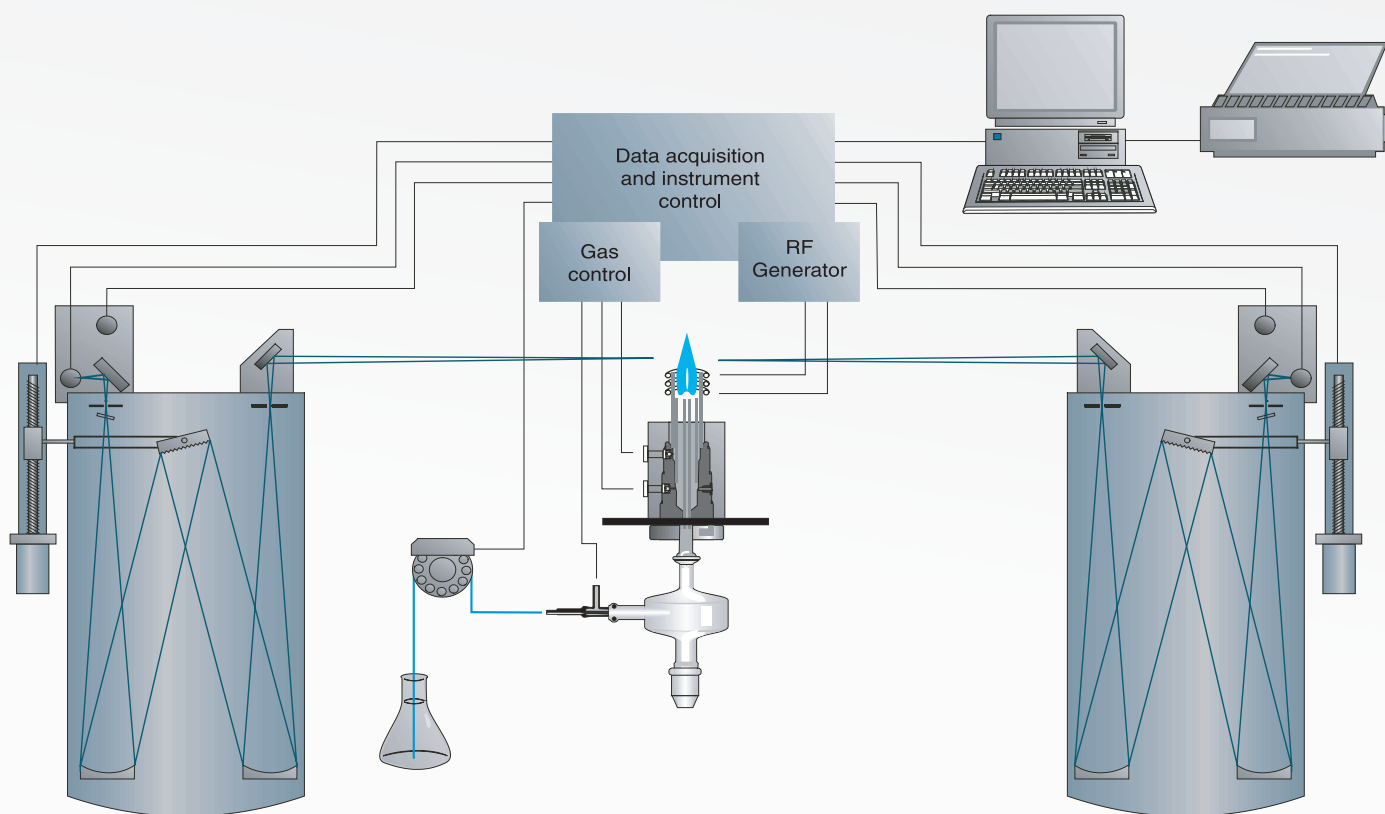 Data acquisition
and instrument
control
Gas
control
RF
Generator